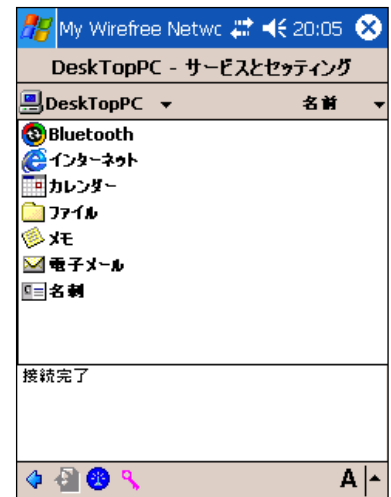 My Wirefree Netwc 20:05
DeskTopPC - サービスとセッティング
DeskTopPC 名前
Bluetooth
インターネット
カレンダー
ファイル
メモ
電子メール
名刺
接続完了
A